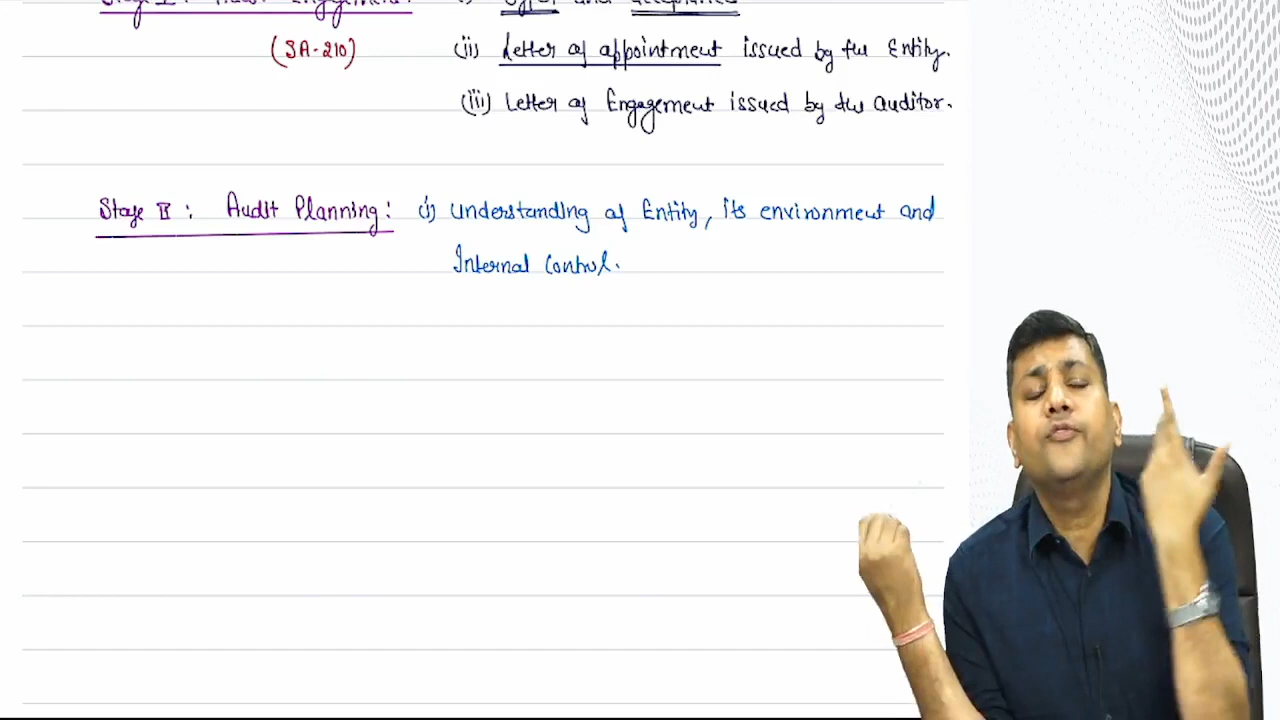 (ii) Letter of appointment issued by the Entity.
(SA-210)
(iii) Letter of Engagement issued by the auditor.
Stage II : Audit Planning : (i) understanding of Entity, its environment and
Internal Control.